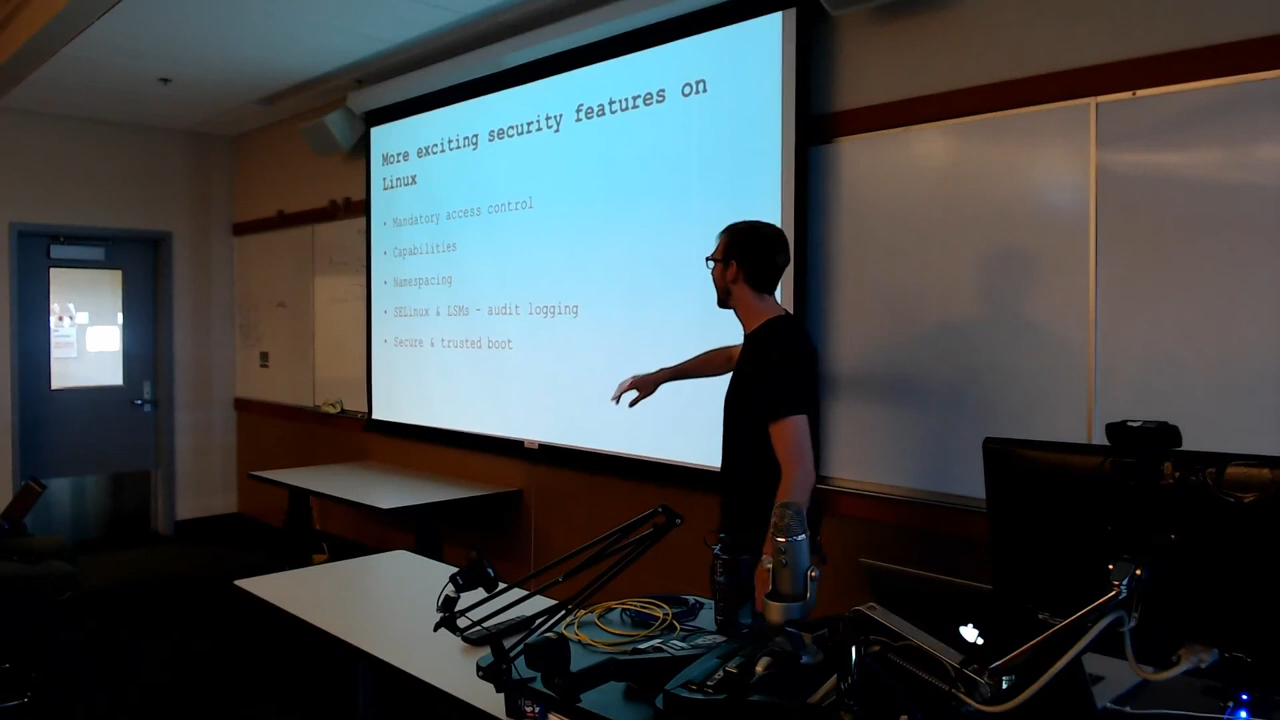 More exciting security features on
Linux
• Mandatory access control
• Capabilities
• Namespacing
• SELinux & LSMs - audit logging
• Secure & trusted boot